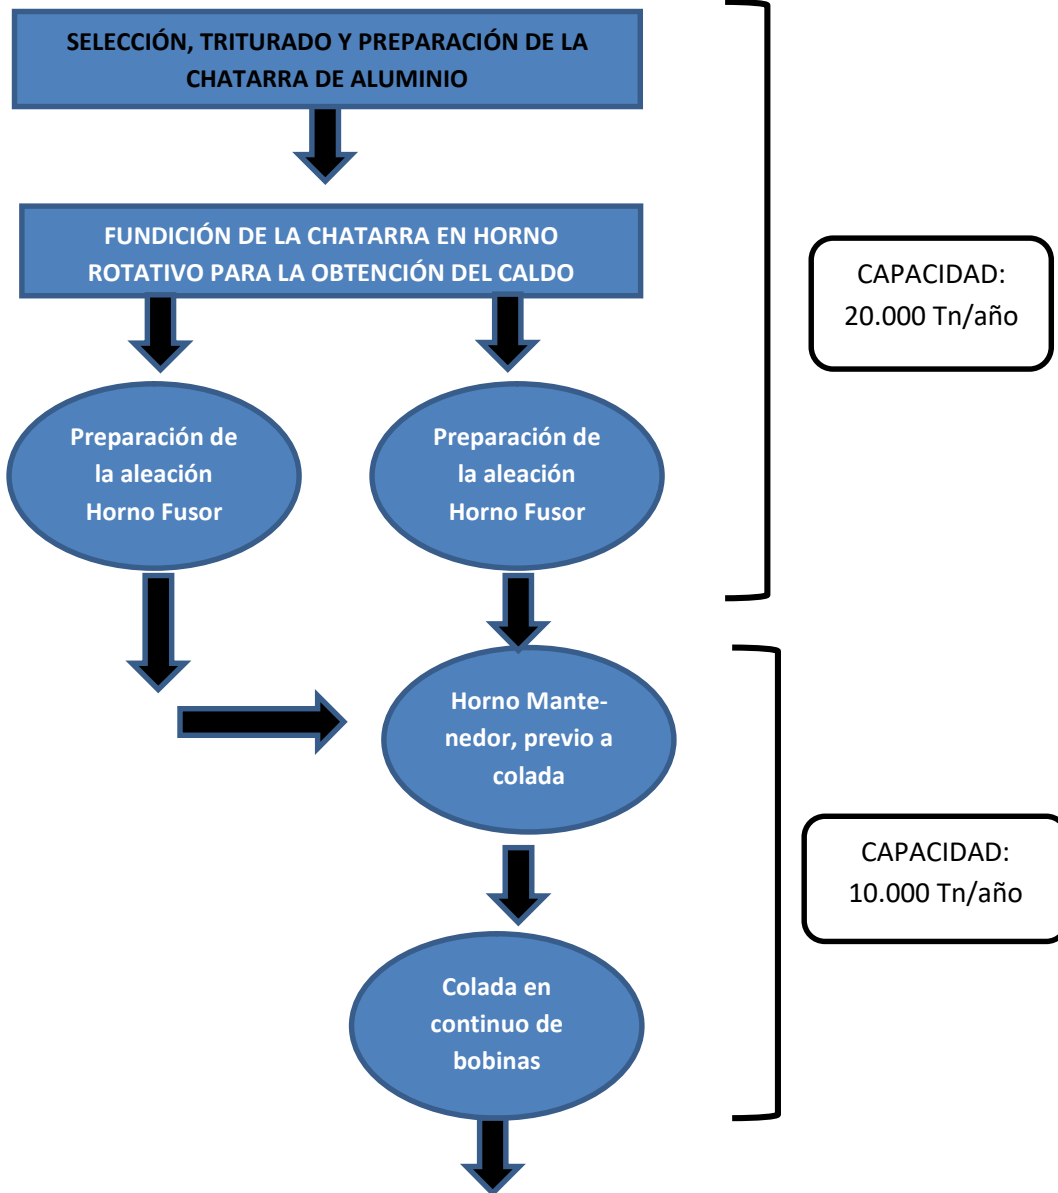 SELECCIÓN, TRITURADO Y PREPARACIÓN DE LA
CHATARRA DE ALUMINIO
FUNDICIÓN DE LA CHATARRA EN HORNO
ROTATIVO PARA LA OBTENCIÓN DEL CALDO
CAPACIDAD:
20.000 Tn/año
Preparación de
la aleación
Horno Fusor
Preparación de
la aleación
Horno Fusor
Horno Mante-
nedor, previo a
colada
CAPACIDAD:
10.000 Tn/año
Colada en
continuo de
bobinas